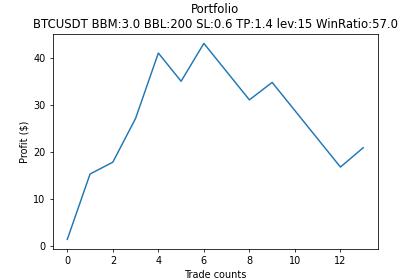 Portfolio
BTCUSDT BBM:3.0 BBL:200 SL:0.6 TP:1.4 lev:15 WinRatio:57.0
40
30
20
10
0
Profit ($)
0 2 4 6 8 10 12
Trade counts